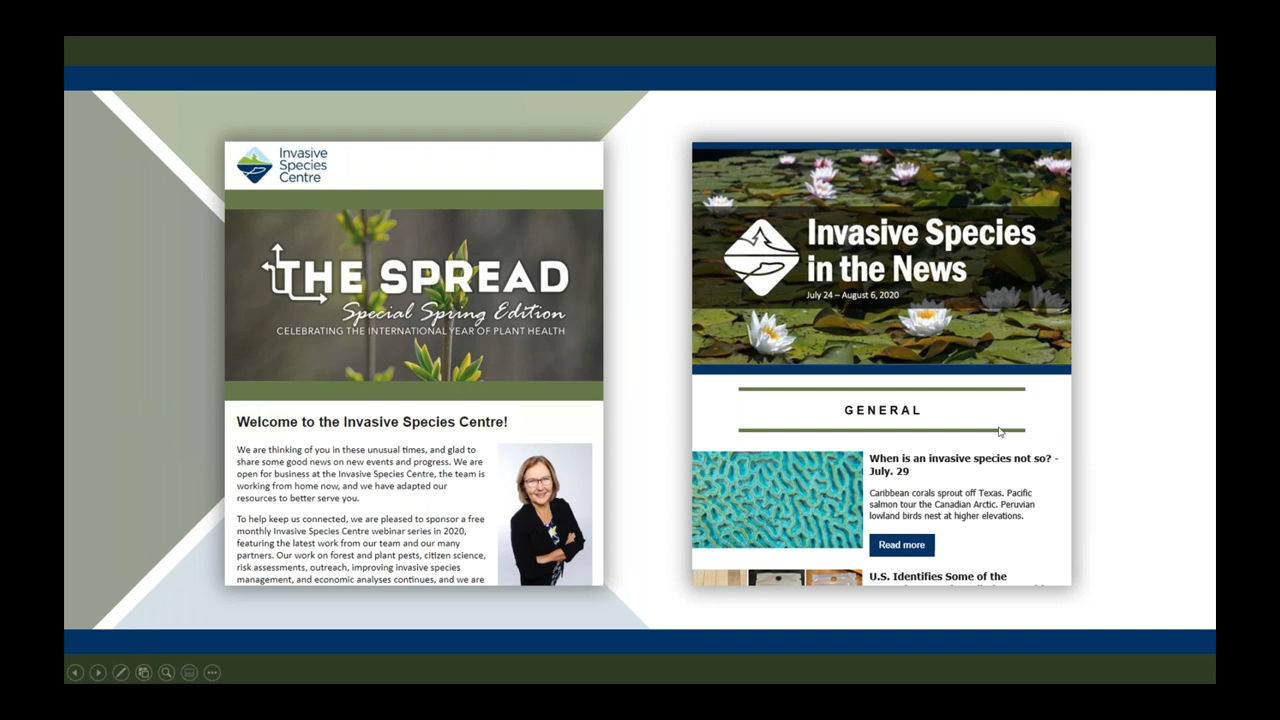 Invasive
Species
Centre
THE SPREAD
Special Spring Edition
CELEBRATING THE INTERNATIONAL YEAR OF PLANT HEALTH
Welcome to the Invasive Species Centre!
We are thinking of you in these unusual times, and glad to
share some good news on new events and progress. We are
open for business at the Invasive Species Centre, the team is
working from home now, and we have adapted our
resources to better serve you.
To help keep us connected, we are pleased to sponsor a free
monthly Invasive Species Centre webinar series in 2020,
featuring the latest work from our team and our many
partners. Our work on forest and plant pests, citizen science,
risk assessments, outreach, improving invasive species
management, and economic analyses continues, and we are
Invasive Species
in the News
July 24 – August 6, 2020
GENERAL
When is an invasive species not so? -
July. 29
Caribbean corals sprout off Texas. Pacific
salmon tour the Canadian Arctic. Peruvian
lowland birds nest at higher elevations.
Read more
U.S. Identifies Some of the